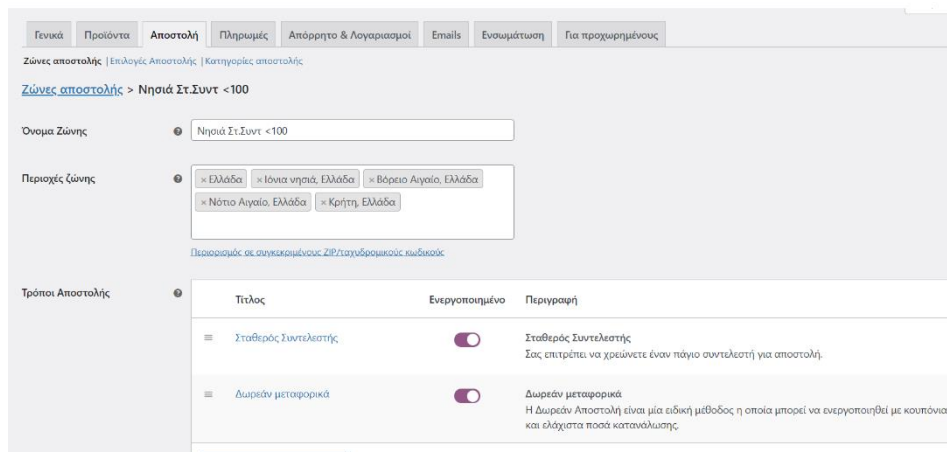 Γενικά Προϊόντα Αποστολή Πληρωμές Απόρρητο & Λογαριασμοί Emails Ενσωμάτωση Για προχωρημένους
Ζώνες αποστολής | Επιλογές Αποστολής | Κατηγορίες αποστολής
Ζώνες αποστολής > Νησιά Στ.Συντ <100
Όνομα Ζώνης Νησιά Στ.Συντ <100
Περιοχές ζώνης × Ελλάδα × Ιόνια νησιά, Ελλάδα × Βόρειο Αιγαίο, Ελλάδα
× Νότιο Αιγαίο, Ελλάδα × Κρήτη, Ελλάδα
Περιορισμός σε συγκεκριμένους ZIP/ταχυδρομικούς κωδικούς
Τρόποι Αποστολής Τίτλος Ενεργοποιημένο Περιγραφή
Σταθερός Συντελεστής Σταθερός Συντελεστής
Σας επιτρέπει να χρεώνετε έναν πάγιο συντελεστή για αποστολή.
Δωρεάν μεταφορικά Δωρεάν μεταφορικά
Η Δωρεάν Αποστολή είναι μία ειδική μέθοδος η οποία μπορεί να ενεργοποιηθεί με κουπόνια
και ελάχιστα ποσά κατανάλωσης.